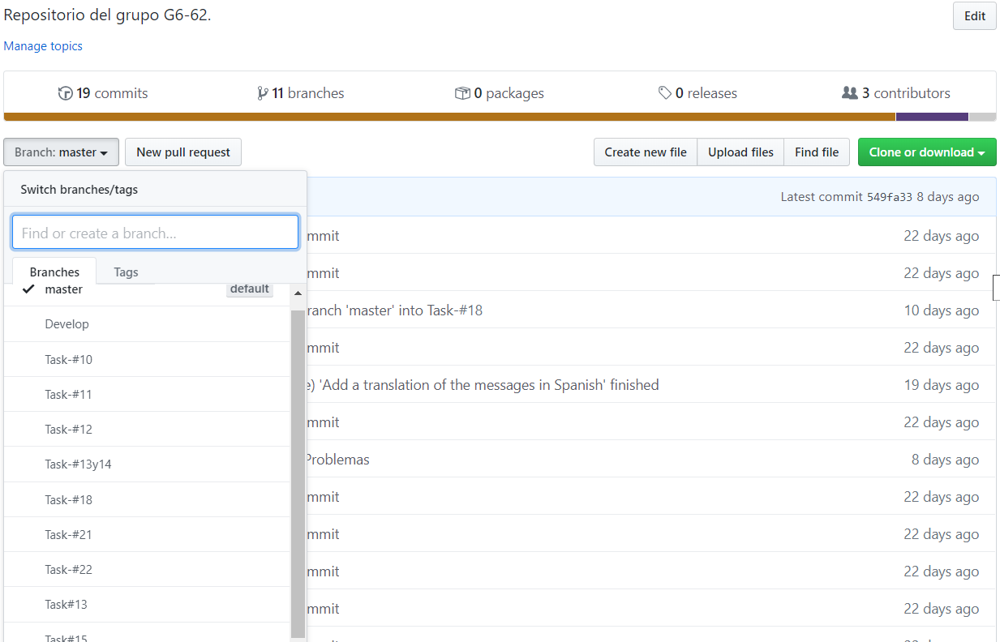 Repositorio del grupo G6-62.
Edit
Manage topics
19 commits
11 branches
0 packages
0 releases
3 contributors
Branch: master
New pull request
Create new file
Upload files
Find file
Clone or download
Switch branches/tags
Latest commit 549fa33 8 days ago
Find or create a branch...
mmit 22 days ago
Branches
Tags
mmit 22 days ago
master
default
ranch 'master' into Task-#18 10 days ago
Develop
mmit 22 days ago
Task-#10
e) 'Add a translation of the messages in Spanish' finished 19 days ago
Task-#11
mmit 22 days ago
Task-#12
Problemas 8 days ago
Task-#13y14
mmit 22 days ago
Task-#18
mmit 22 days ago
Task-#21
mmit 22 days ago
Task-#22
mmit 22 days ago
Task#13
Task#15